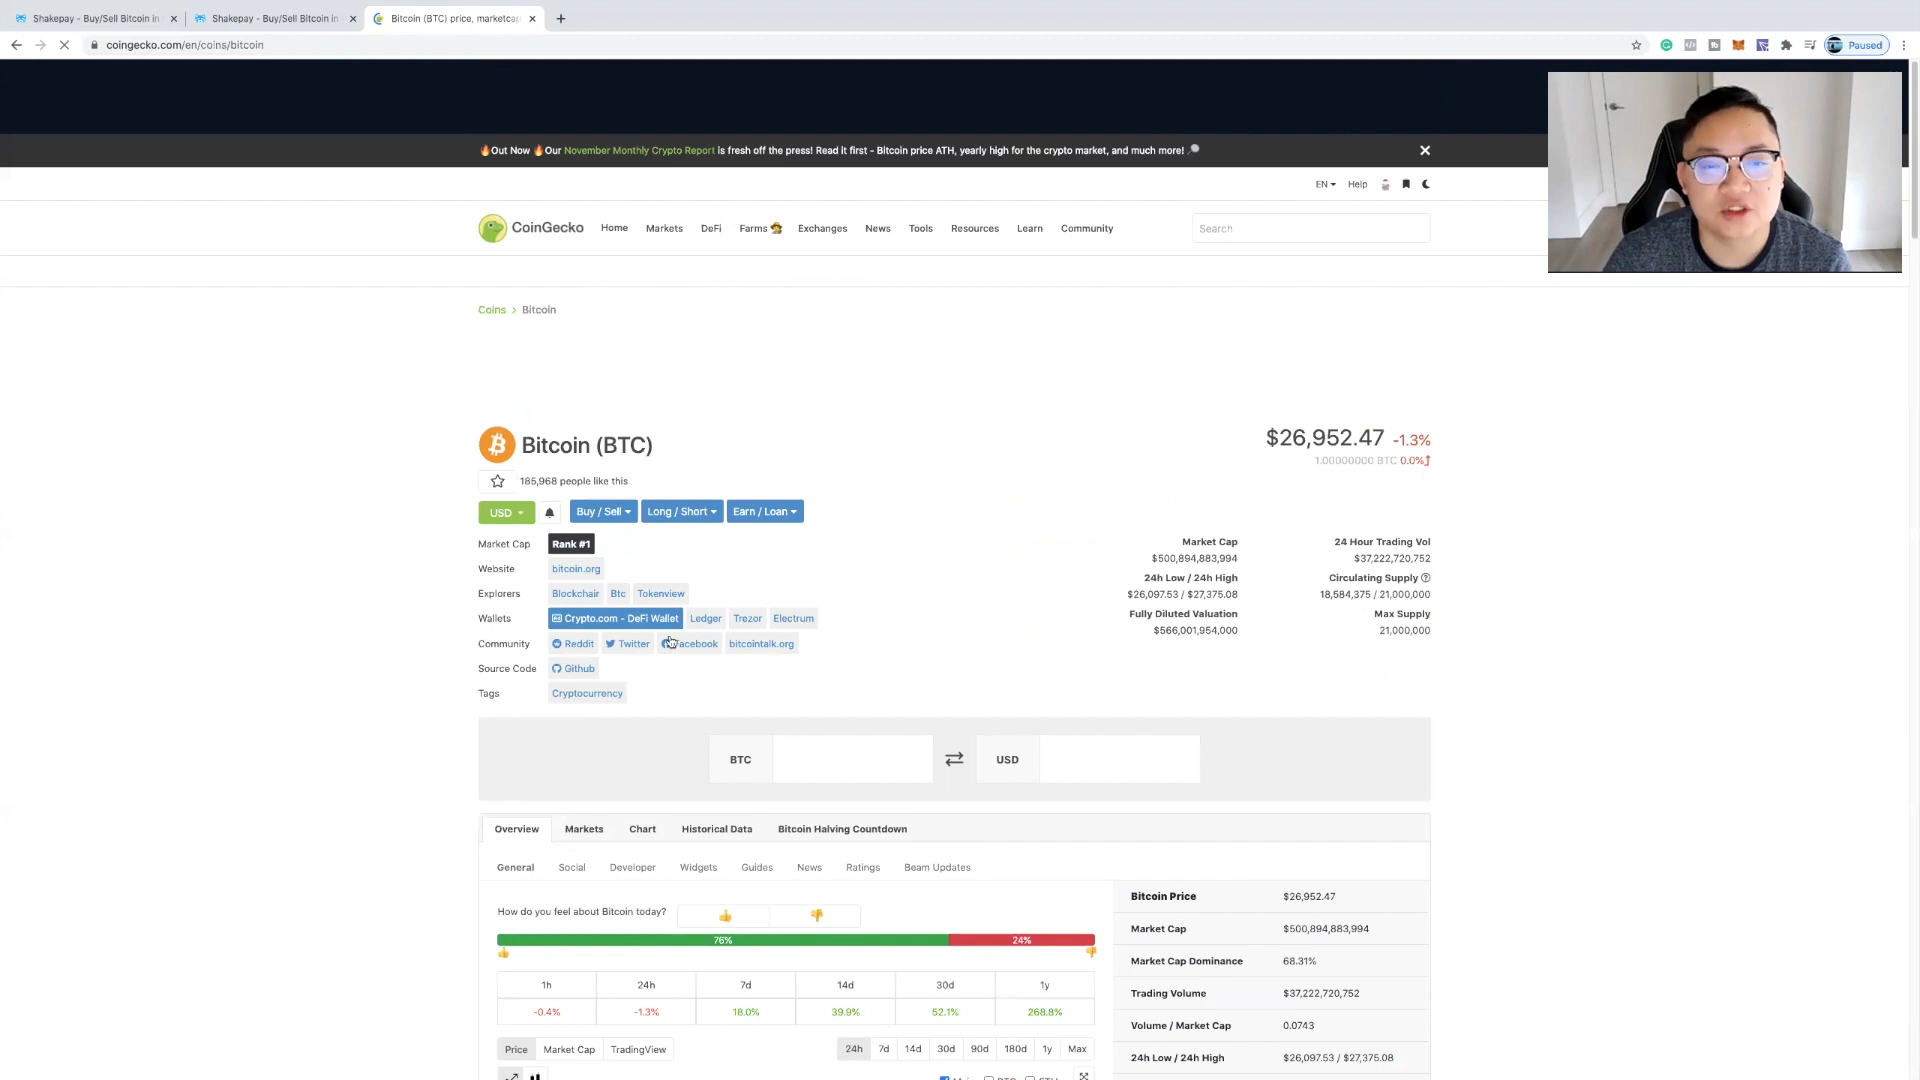 Shakepay - Buy/Sell Bitcoin in
Shakepay - Buy/Sell Bitcoin in
Bitcoin (BTC) price, marketca
coingecko.com/en/coins/bitcoin
Paused
🔥Out Now 🔥Our November Monthly Crypto Report is fresh off the press! Read it first - Bitcoin price ATH, yearly high for the crypto market, and much more! 🔎
EN Help
CoinGecko Home Markets DeFi Farms Exchanges News Tools Resources Learn Community Search
Coins > Bitcoin
Bitcoin (BTC)
$26,952.47 -1.3%
1.00000000 BTC 0.0%
185,968 people like this
USD Buy / Sell Long / Short Earn / Loan
Market Cap Rank #1
Website bitcoin.org
Explorers Blockchair Btc Tokenview
Wallets Crypto.com - DeFi Wallet Ledger Trezor Electrum
Community Reddit Twitter Facebook bitcointalk.org
Source Code Github
Tags Cryptocurrency
Market Cap
$500,894,883,994
24h Low / 24h High
$26,097.53 / $27,375.08
Fully Diluted Valuation
$566,001,954,000
24 Hour Trading Vol
$37,222,720,752
Circulating Supply
18,584,375 / 21,000,000
Max Supply
21,000,000
BTC USD
Overview Markets Chart Historical Data Bitcoin Halving Countdown
General Social Developer Widgets Guides News Ratings Beam Updates
How do you feel about Bitcoin today? 👍 👎
76% 24%
1h 24h 7d 14d 30d 1y
-0.4% -1.3% 18.0% 39.9% 52.1% 268.8%
Price Market Cap TradingView
24h 7d 14d 30d 90d 180d 1y Max
Bitcoin Price $26,952.47
Market Cap $500,894,883,994
Market Cap Dominance 68.31%
Trading Volume $37,222,720,752
Volume / Market Cap 0.0743
24h Low / 24h High $26,097.53 / $27,375.08